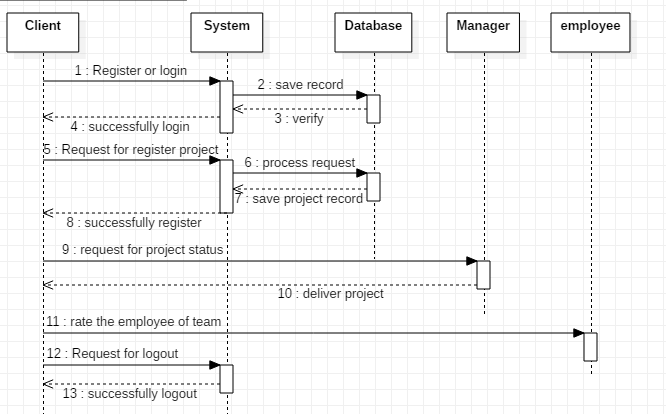 Client System Database Manager employee
1 : Register or login
2 : save record
3 : verify
4 : successfully login
5 : Request for register project
6 : process request
7 : save project record
8 : successfully register
9 : request for project status
10 : deliver project
11 : rate the employee of team
12 : Request for logout
13 : successfully logout